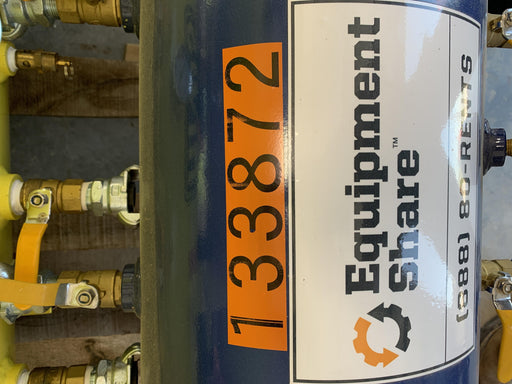 133872
Equipment
Share™
(888) 80-RENTS